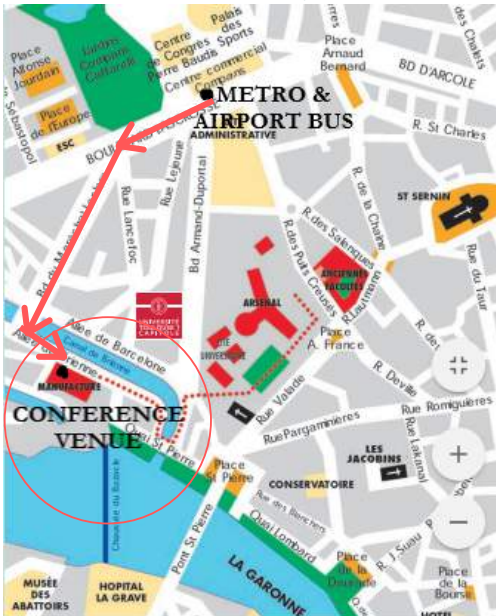 Place
Alfonse
Jourdain
Jardins
Compans
Caffarelli
Centre de
Congrès
Pierre Baudis
Palais
des
Sports
Centre commercial
Compans
Place
Arnaud
Bernard
BD D'ARCOLE
R. St Charles
Place
de l'Europe
ESC
METRO &
AIRPORT BUS
ADMINISTRATIVE
Rue Lejeune
Rue Lancefoc
Bd Armand-Duportal
R. des Salenques
R. de la Chaîne
ST SERNIN
Rue du Taur
R.des Puits Creusés
ANCIENNES
FACULTÉS
R.Lautmann
ARSENAL
CITÉ
UNIVERSITAIRE
Place
A. France
UNIVERSITÉ
TOULOUSE 1
CAPITOLE
Allée de Barcelone
Canal de Brienne
MANUFACTURE
CONFERENCE
VENUE
Quai St Pierre
Rue Valade
R. Deville
Rue Romiguières
Rue Pargaminières
LES
JACOBINS
Rue Lakanal
Place
St Pierre
CONSERVATOIRE
Chaussée du Bazacle
Pont St Pierre
Quai Lombard
LA GARONNE
R. J. Suau
Place
de la
Daurade
Place
de la
Bourse
MUSÉE
DES
ABATTOIRS
HOPITAL
LA GRAVE